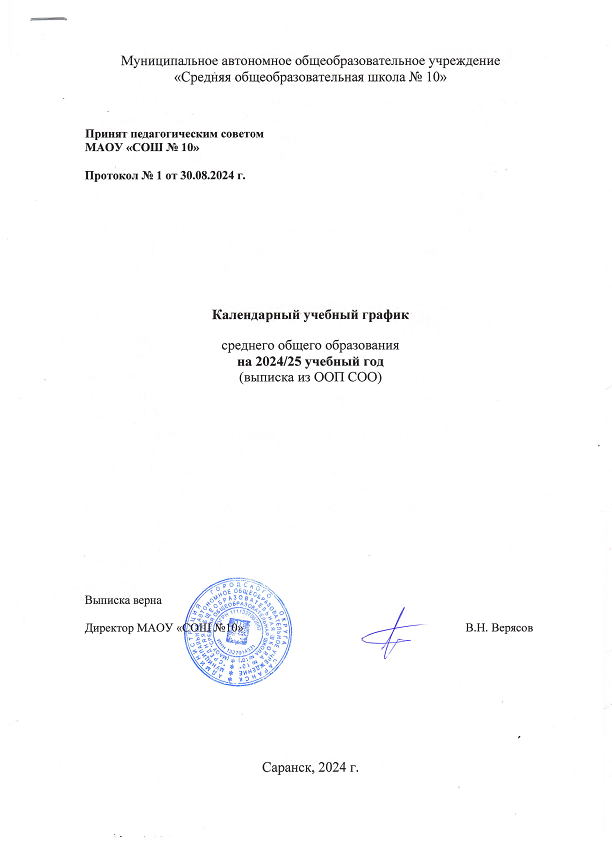 Муниципальное автономное общеобразовательное учреждение
«Средняя общеобразовательная школа № 10»
Принят педагогическим советом
МАОУ «СОШ № 10»
Протокол № 1 от 30.08.2024 г.
Календарный учебный график
среднего общего образования
на 2024/25 учебный год
(выписка из ООП СОО)
Выписка верна
Директор МАОУ «СОШ №10»
В.Н. Верясов
Саранск, 2024 г.